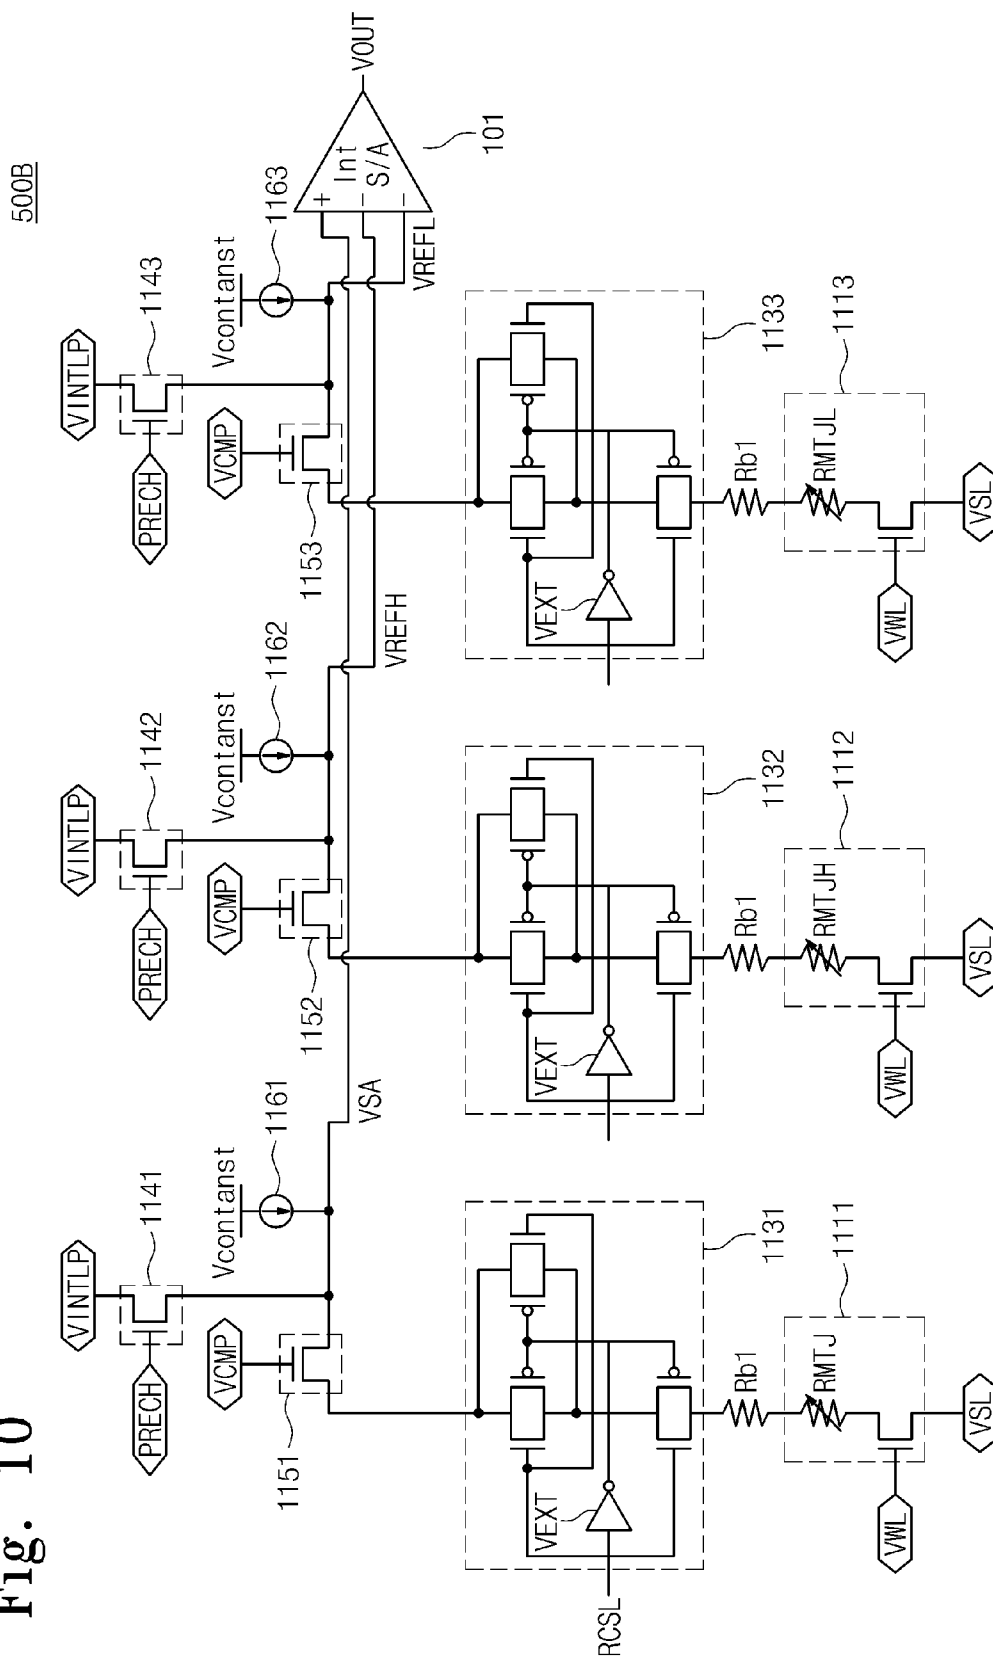 Fig. 10
500B
VINTLP
VINTLP
VINTLP
PRECH
1141
PRECH
1142
PRECH
1143
Vcontanst
Vcontanst
Vcontanst
VCMP
1161
VCMP
1162
VCMP
1163
1151
1152
1153
VSA
VREFH
VREFL
+
−
−
Int
S/A
VOUT
101
RCSL
VEXT
VEXT
VEXT
1131
1132
1133
Rb1
Rb1
Rb1
RMTJ
1111
RMTJH
1112
RMTJL
1113
VWL
VWL
VWL
VSL
VSL
VSL